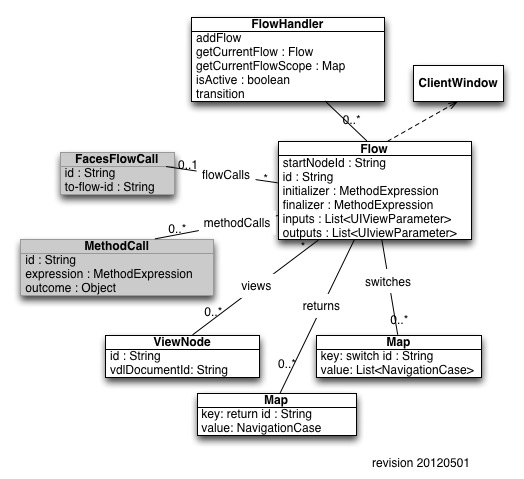 FlowHandler
addFlow
getCurrentFlow : Flow
getCurrentFlowScope : Map
isActive : boolean
transition
ClientWindow
0..*
Flow
startNodeId : String
id : String
initializer : MethodExpression
finalizer : MethodExpression
inputs : List<UIViewParameter>
outputs : List<UIviewParameter>
FacesFlowCall
id : String
to-flow-id : String
0..1
flowCalls
*
methodCalls
*
0..*
MethodCall
id : String
expression : MethodExpression
outcome : Object
*
views
returns
switches
0..*
0..*
0..*
ViewNode
id : String
vdlDocumentId: String
Map
key: switch id : String
value: List<NavigationCase>
Map
key: return id : String
value: NavigationCase
revision 20120501